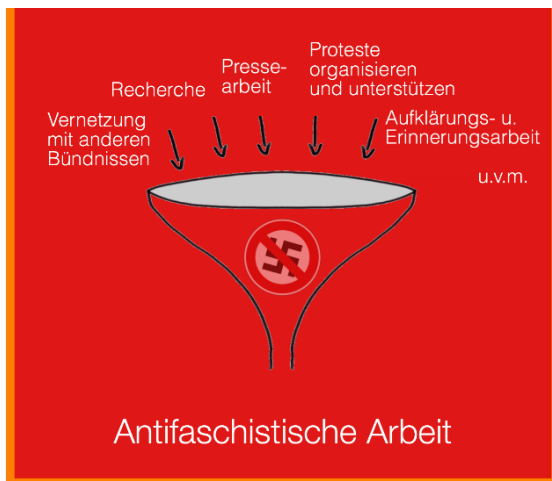 Vernetzung
mit anderen
Bündnissen
Recherche
Presse-
arbeit
Proteste
organisieren
und unterstützen
Aufklärungs- u.
Erinnerungsarbeit
u.v.m.
Antifaschistische Arbeit